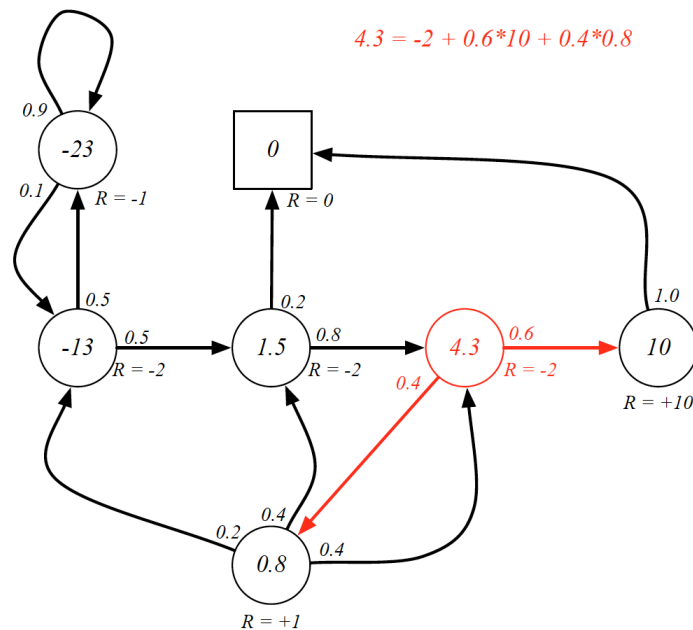 4.3 = -2 + 0.6*10 + 0.4*0.8
0.9
-23
0
0.1
R = -1
R = 0
0.5
0.2
1.0
-13
0.5
1.5
0.8
4.3
0.6
10
R = -2
R = -2
0.4
R = -2
R = +10
0.2
0.4
0.8
0.4
R = +1